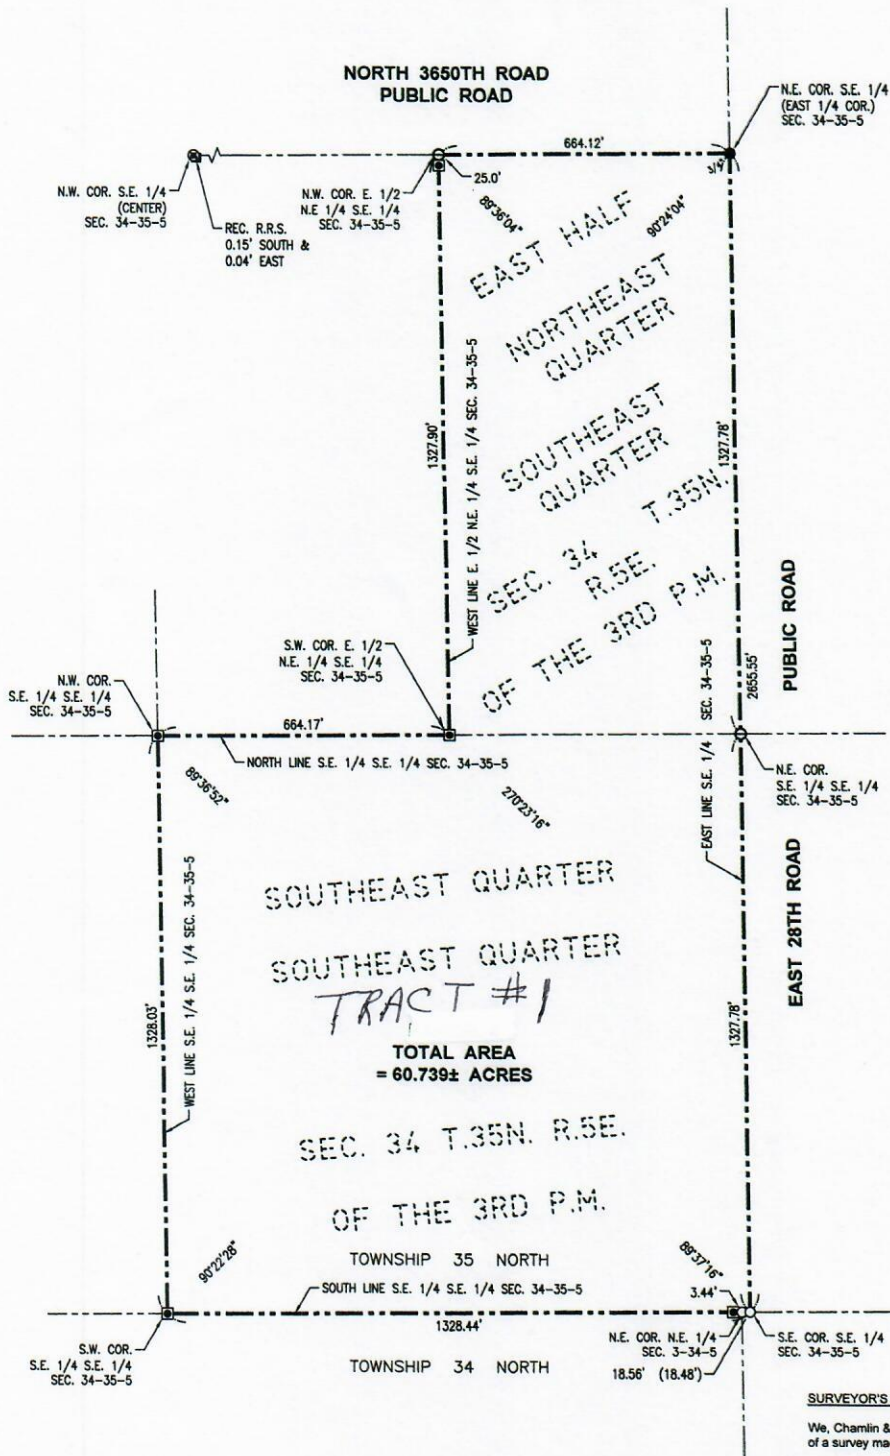 NORTH 3650TH ROAD
PUBLIC ROAD
N.E. COR. S.E. 1/4
(EAST 1/4 COR.)
SEC. 34-35-5
664.12'
N.W. COR. S.E. 1/4
(CENTER)
SEC. 34-35-5
REC. R.R.S.
0.15' SOUTH &
0.04' EAST
N.W. COR. E. 1/2
N.E 1/4 S.E. 1/4
SEC. 34-35-5
25.0'
89°36'04"
90°24'04"
EAST HALF
NORTHEAST
QUARTER
SOUTHEAST
QUARTER
SEC. 34 T.35N.
R.5E.
OF THE 3RD P.M.
1327.90'
WEST LINE E. 1/2 N.E. 1/4 S.E. 1/4 SEC. 34-35-5
1327.78'
2655.55'
PUBLIC ROAD
S.W. COR. E. 1/2
N.E. 1/4 S.E. 1/4
SEC. 34-35-5
N.W. COR.
S.E. 1/4 S.E. 1/4
SEC. 34-35-5
664.17'
NORTH LINE S.E. 1/4 S.E. 1/4 SEC. 34-35-5
89°36'52"
270°23'16"
EAST LINE S.E. 1/4 SEC. 34-35-5
N.E. COR.
S.E. 1/4 S.E. 1/4
SEC. 34-35-5
EAST 28TH ROAD
SOUTHEAST QUARTER
SOUTHEAST QUARTER
TRACT #1
TOTAL AREA
= 60.739± ACRES
1328.03'
WEST LINE S.E. 1/4 S.E. 1/4 SEC. 34-35-5
1327.78'
SEC. 34 T.35N. R.5E.
OF THE 3RD P.M.
TOWNSHIP 35 NORTH
90°22'28"
89°37'16"
SOUTH LINE S.E. 1/4 S.E. 1/4 SEC. 34-35-5
3.44'
1328.44'
S.W. COR.
S.E. 1/4 S.E. 1/4
SEC. 34-35-5
TOWNSHIP 34 NORTH
N.E. COR. N.E. 1/4
SEC. 3-34-5
18.56' (18.48')
S.E. COR. S.E. 1/4
SEC. 34-35-5
SURVEYOR'S
We, Chamlin &
of a survey ma